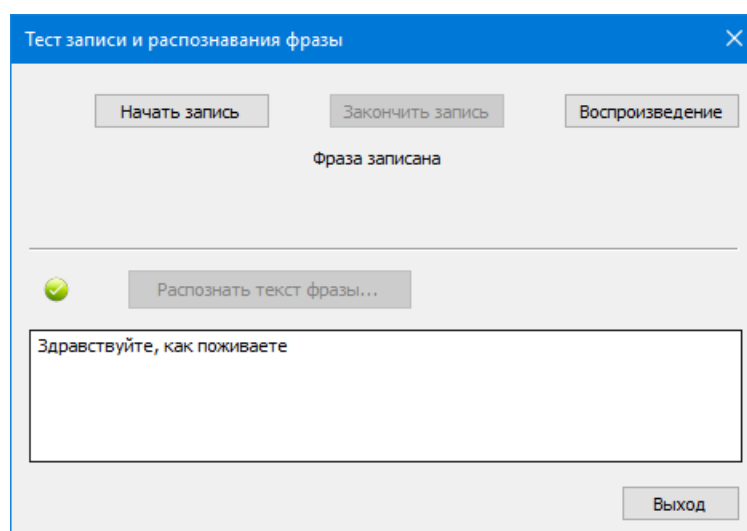 Тест записи и распознавания фразы
Начать запись Закончить запись Воспроизведение
Фраза записана
Распознать текст фразы...
Здравствуйте, как поживаете
Выход